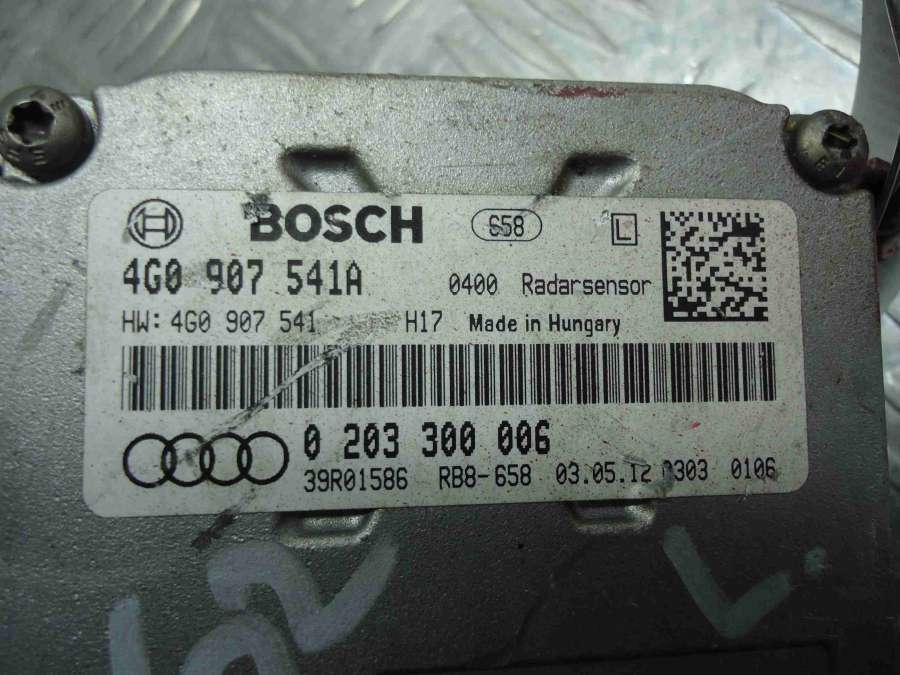 BOSCH 658 L
4G0 907 541A 0400 Radarsensor
HW: 4G0 907 541 H17 Made in Hungary
0 203 300 006
39R01586 RB8-658 03.05.12 0303 0106
52 L.